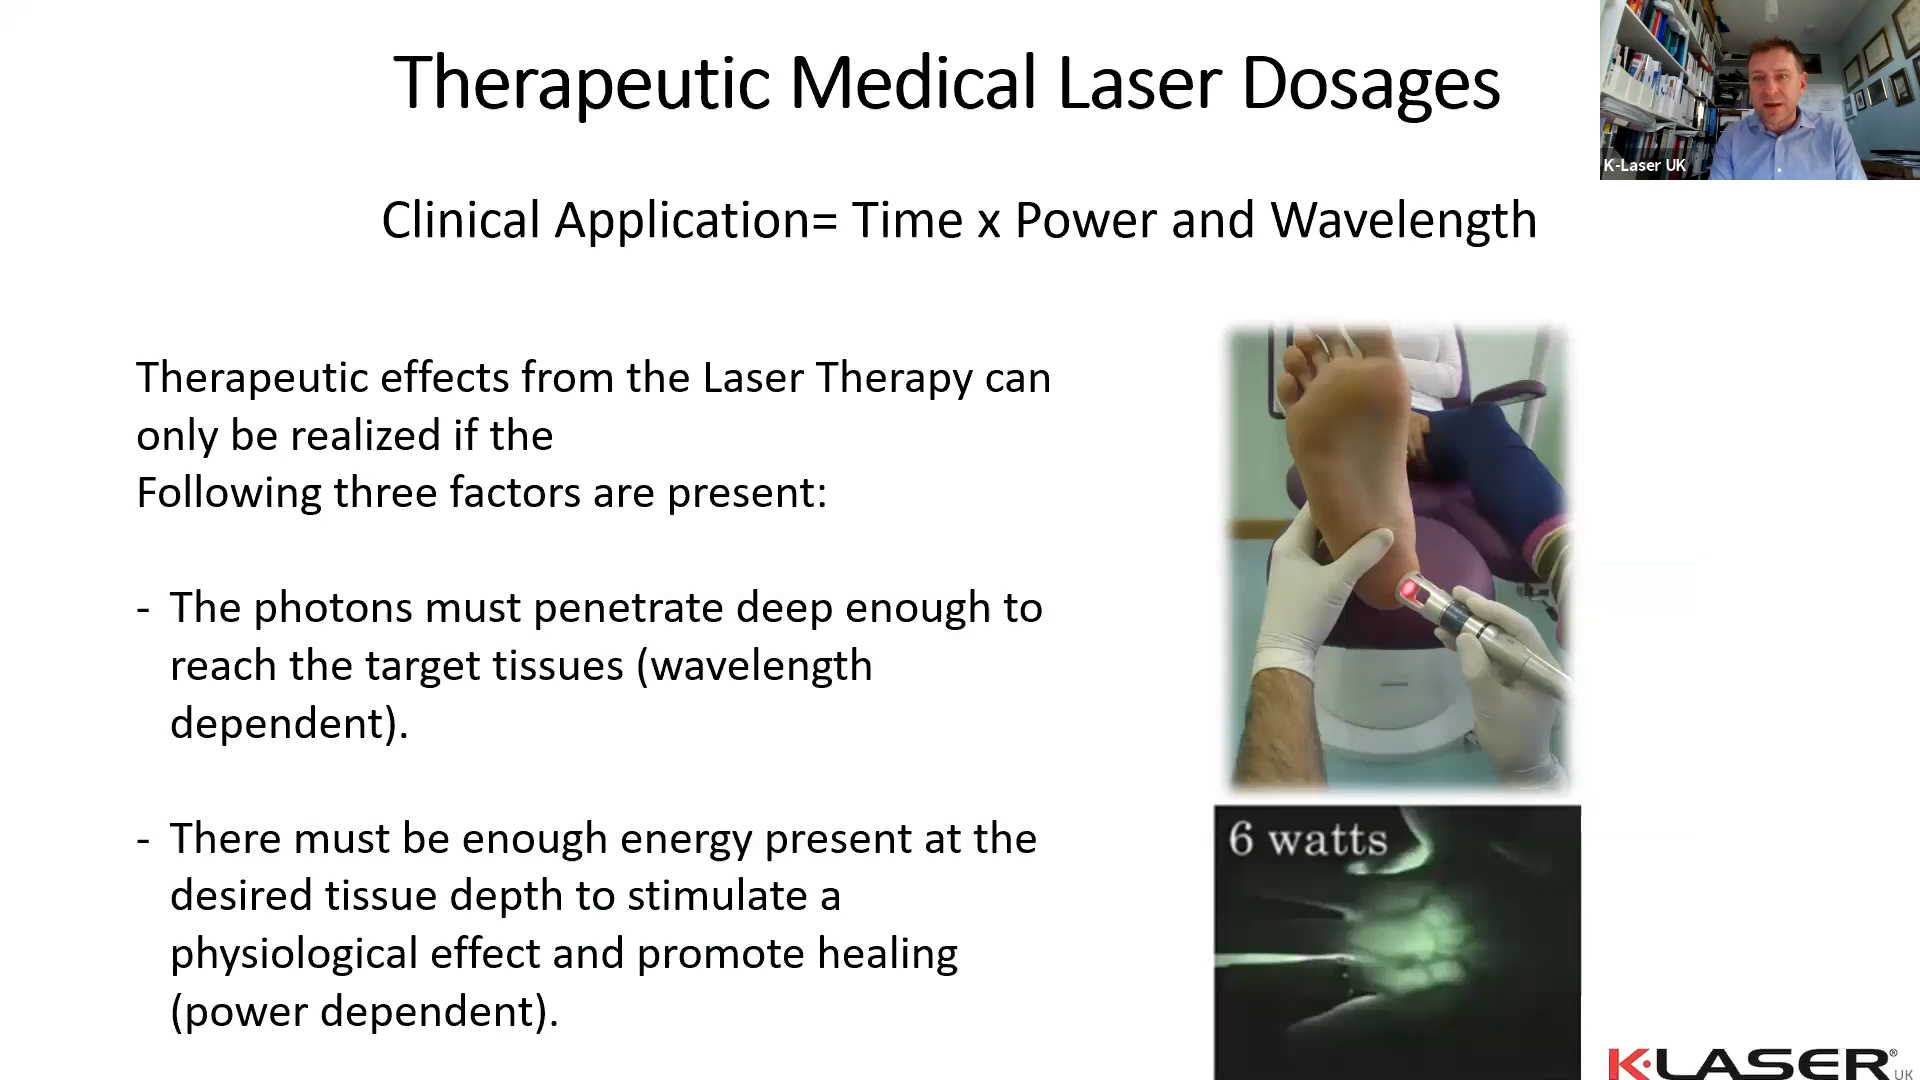 Therapeutic Medical Laser Dosages
K-Laser UK
Clinical Application= Time x Power and Wavelength
Therapeutic effects from the Laser Therapy can
only be realized if the
Following three factors are present:
- The photons must penetrate deep enough to
reach the target tissues (wavelength
dependent).
- There must be enough energy present at the
desired tissue depth to stimulate a
physiological effect and promote healing
(power dependent).
6 watts
K-LASER®
UK